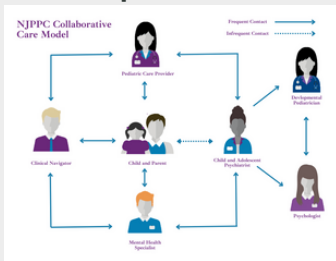 NJPPC Collaborative
Care Model
Frequent Contact
Infrequent Contact
Pediatric Care Provider
Developmental
Pediatrician
Clinical Navigator
Child and Parent
Child and Adolescent
Psychiatrist
Psychologist
Mental Health
Specialist